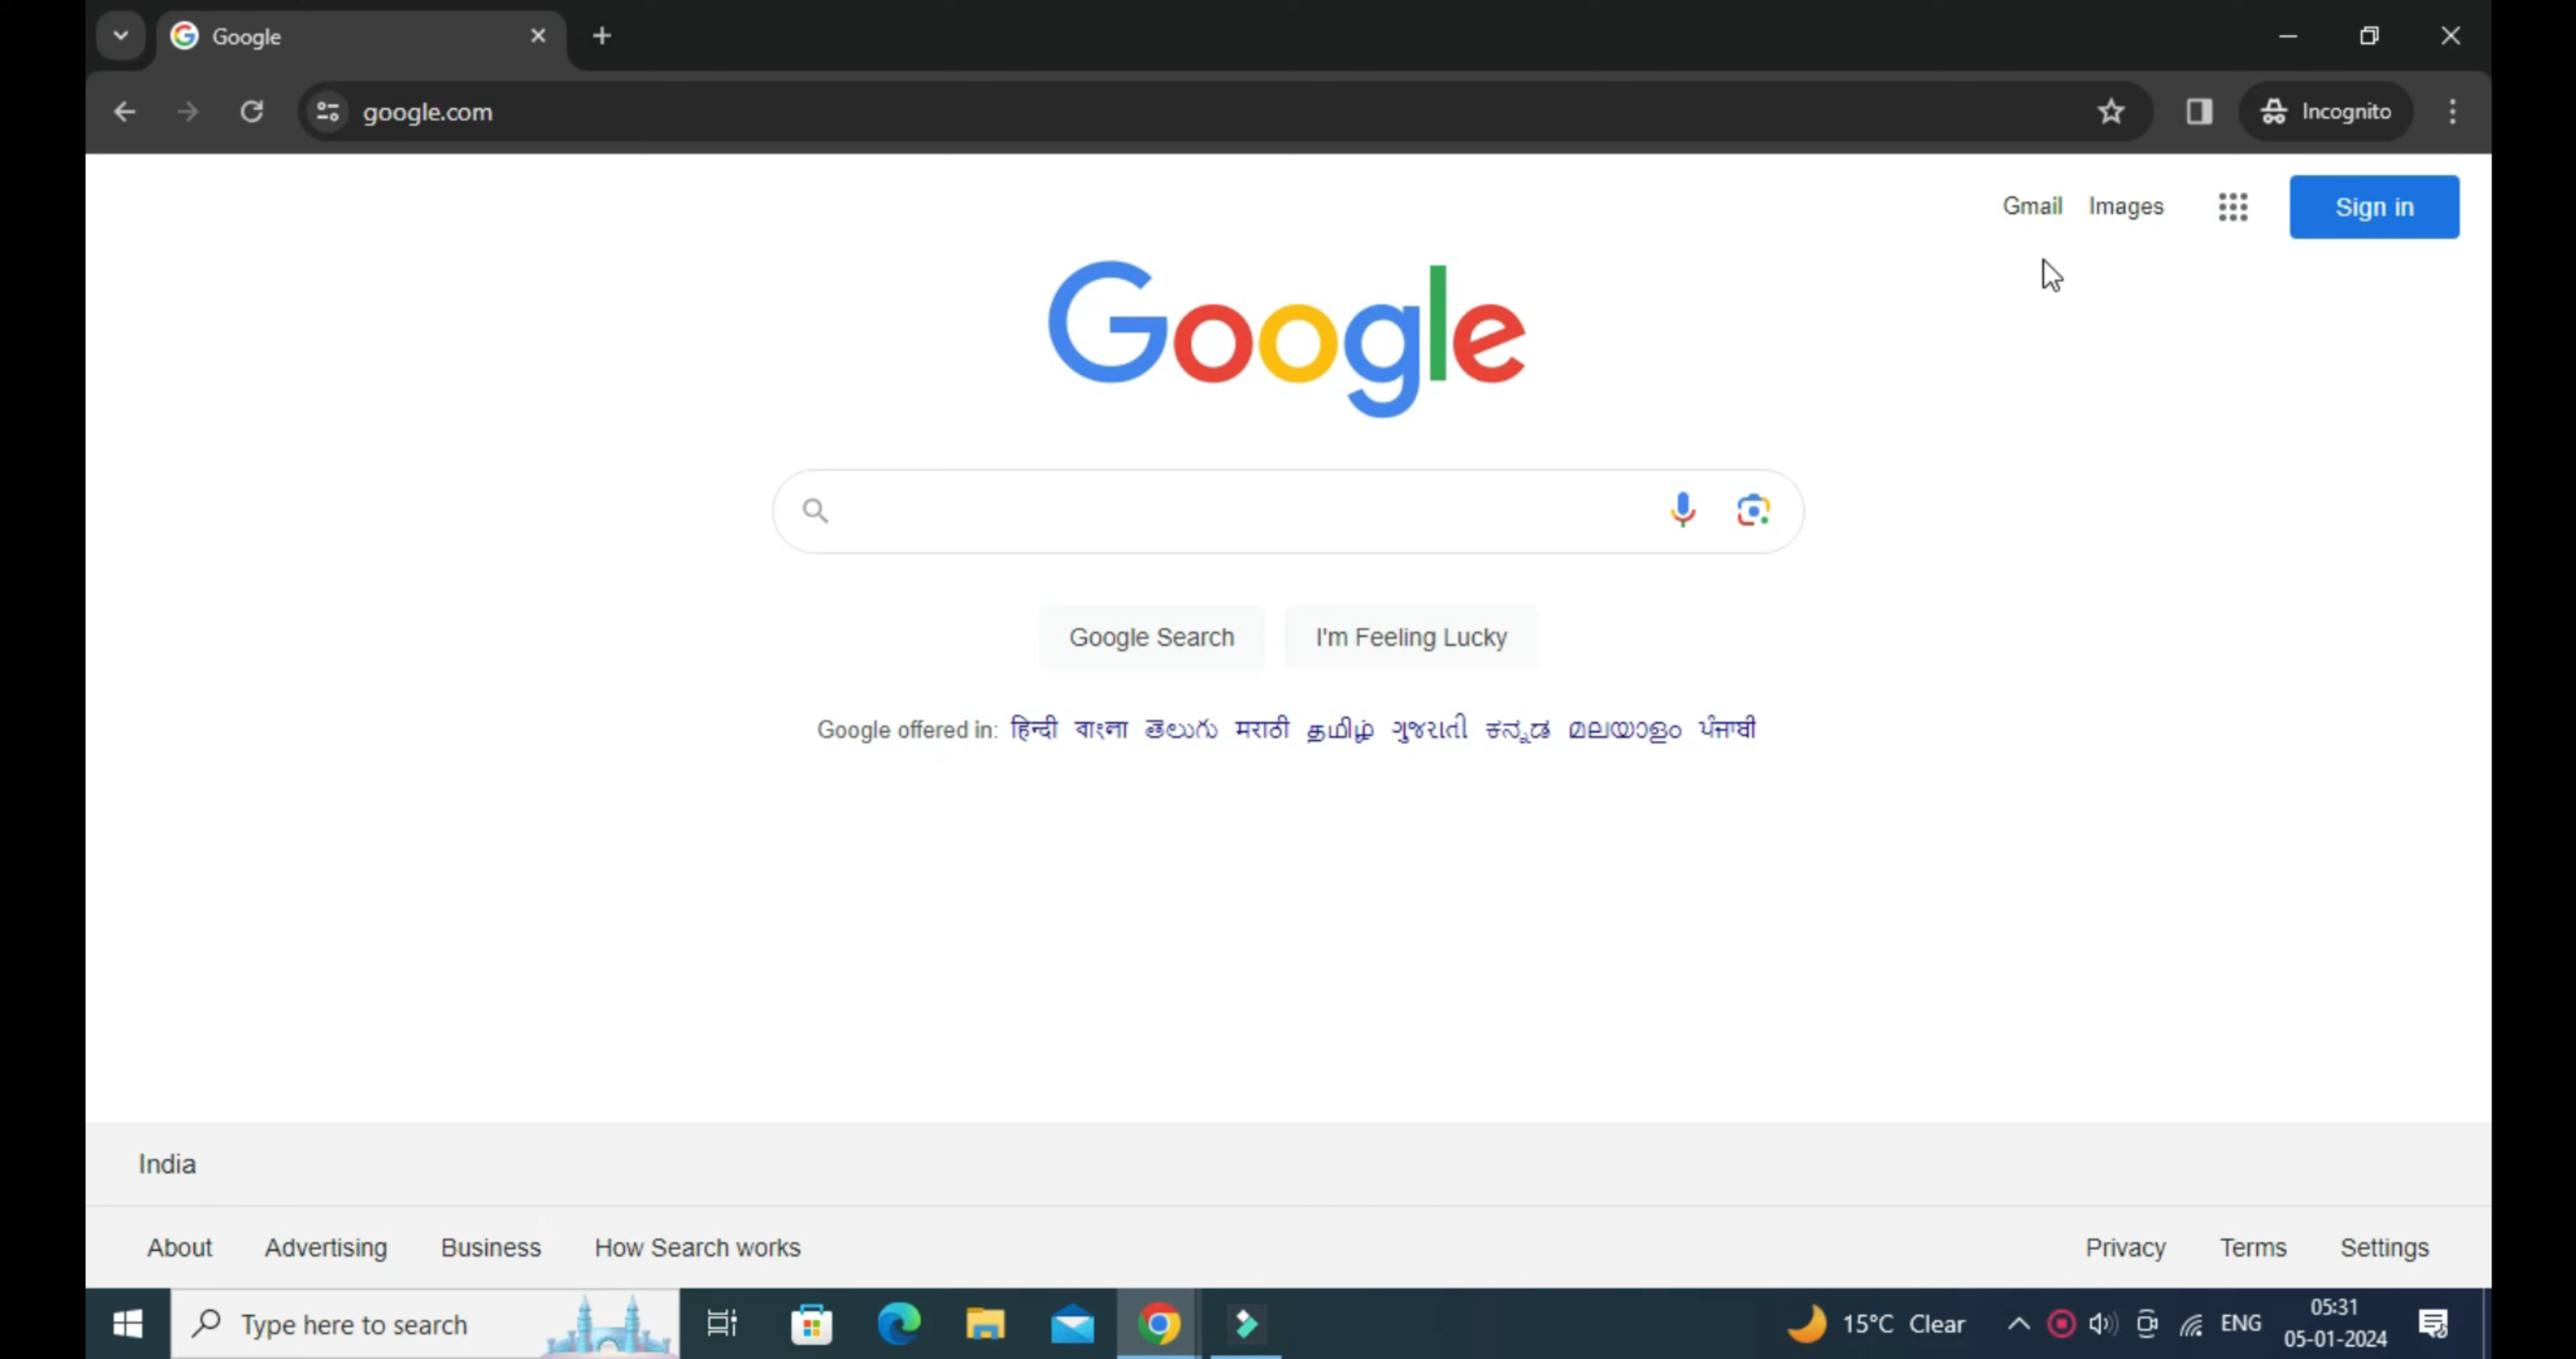 Google
google.com
Incognito
Gmail Images Sign in
Google
Google Search I'm Feeling Lucky
Google offered in: हिन्दी বাংলা తెలుగు मराठी தமிழ் ગુજરાતી ಕನ್ನಡ മലയാളം ਪੰਜਾਬੀ
India
About Advertising Business How Search works Privacy Terms Settings
Type here to search
15°C Clear
ENG
05:31
05-01-2024